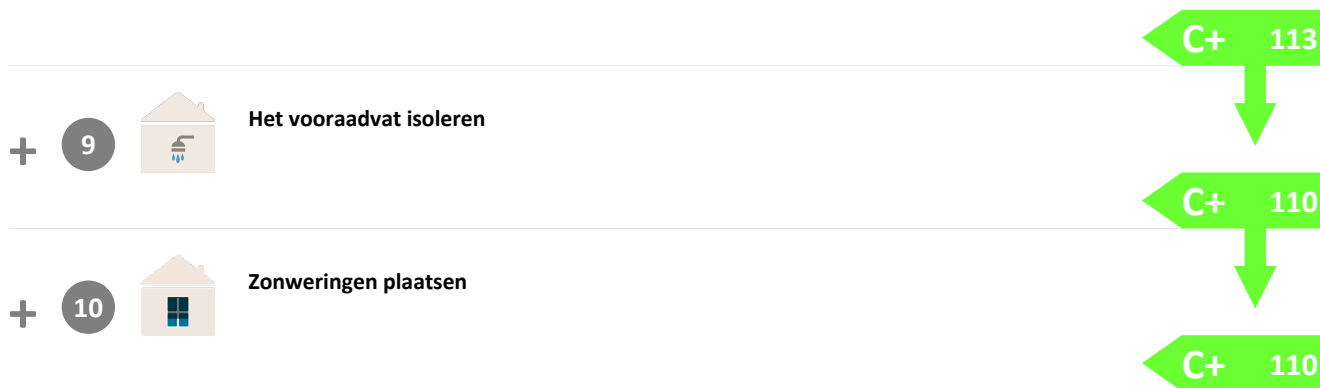 C+ 113
+ 9 Het vooraadvat isoleren
C+ 110
+ 10 Zonweringen plaatsen
C+ 110